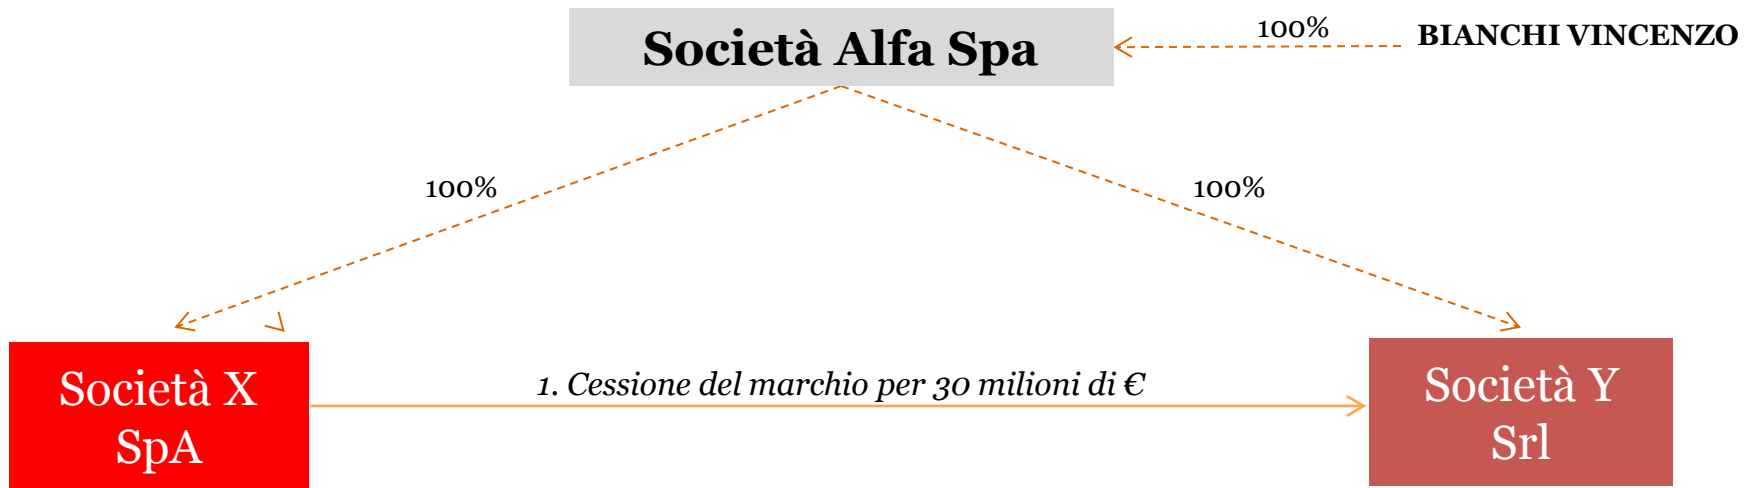 Società Alfa Spa
100%
BIANCHI VINCENZO
100%
100%
Società X
SpA
1. Cessione del marchio per 30 milioni di €
Società Y
Srl